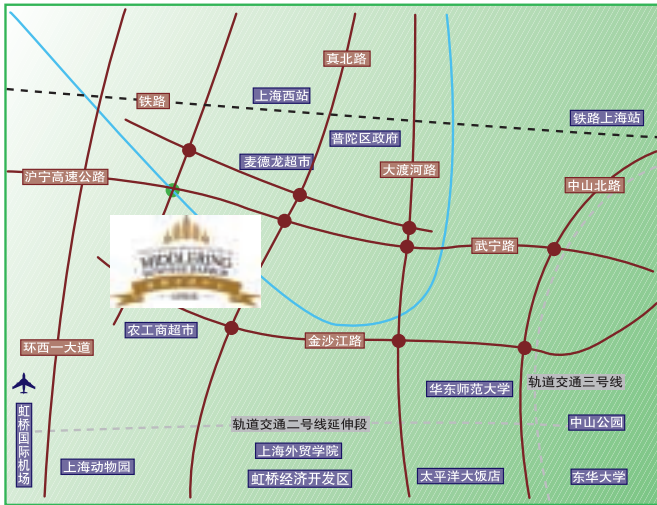 真北路
铁路
上海西站
铁路上海站
普陀区政府
麦德龙超市
大渡河路
沪宁高速公路
中山北路
武宁路
MIDDLERING
农工商超市
金沙江路
环西一大道
轨道交通三号线
华东师范大学
虹桥国际机场
轨道交通二号线延伸段
中山公园
上海外贸学院
上海动物园
虹桥经济开发区
太平洋大饭店
东华大学